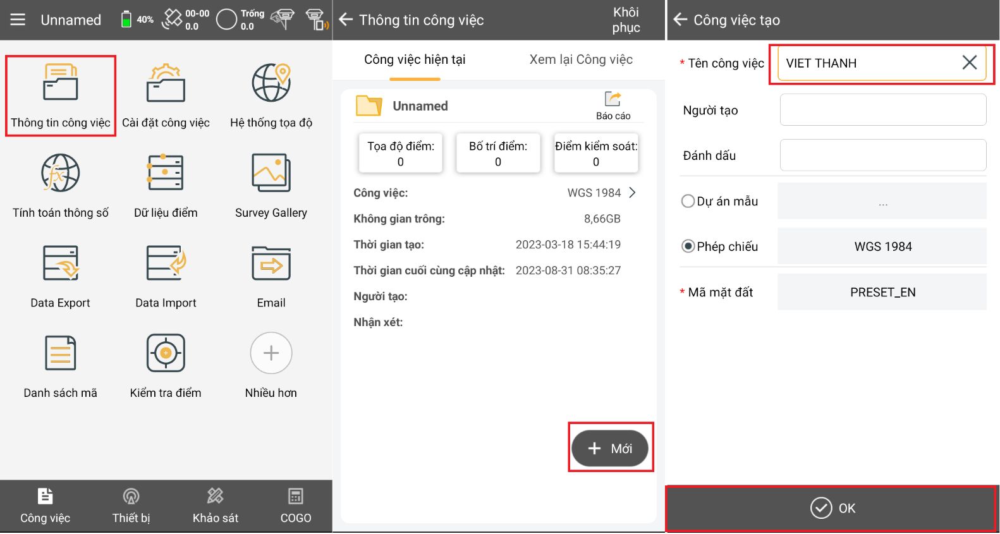 Unnamed
40%
00-00
0.0
Trống
0.0
Thông tin công việc
Cài đặt công việc
Hệ thống tọa độ
fx
Tính toán thông số
Dữ liệu điểm
Survey Gallery
Data Export
Data Import
Email
Danh sách mã
Kiểm tra điểm
Nhiều hơn
Công việc
Thiết bị
Khảo sát
COGO
Thông tin công việc
Khôi
phục
Công việc hiện tại
Xem lại Công việc
Unnamed
Báo cáo
Tọa độ điểm:
0
Bố trí điểm:
0
Điểm kiểm soát:
0
Công việc:
WGS 1984
Không gian trông:
8,66GB
Thời gian tạo:
2023-03-18 15:44:19
Thời gian cuối cùng cập nhật:
2023-08-31 08:35:27
Người tạo:
Nhận xét:
+ Mới
Công việc tạo
* Tên công việc
VIET THANH
Người tạo
Đánh dấu
Dự án mẫu
...
Phép chiếu
WGS 1984
* Mã mặt đất
PRESET_EN
OK